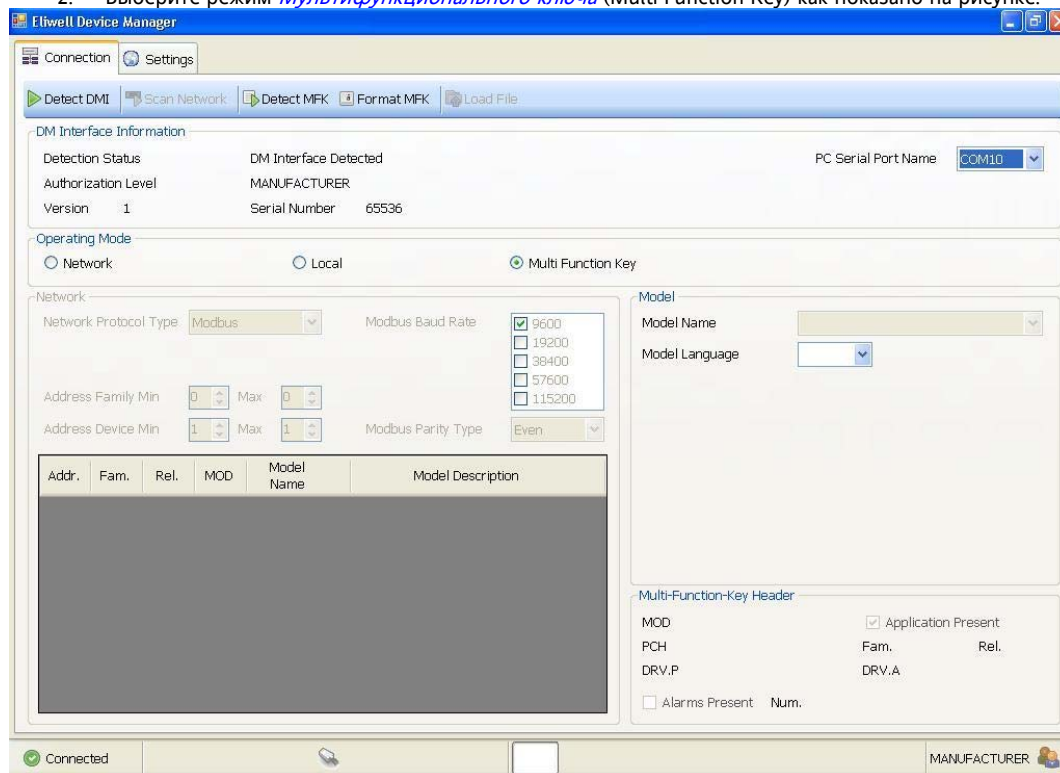 2. Выберите режим Мультифункционального ключа (Multi Function Key) как показано на рисунке.
Eliwell Device Manager
Connection Settings
Detect DMI Scan Network Detect MFK Format MFK Load File
DM Interface Information
Detection Status DM Interface Detected PC Serial Port Name COM10
Authorization Level MANUFACTURER
Version 1 Serial Number 65536
Operating Mode
Network Local Multi Function Key
Network
Network Protocol Type Modbus Modbus Baud Rate 9600
19200
38400
57600
115200
Address Family Min 0 Max 0
Address Device Min 1 Max 1 Modbus Parity Type Even
Addr. Fam. Rel. MOD Model Name Model Description
Model
Model Name
Model Language
Multi-Function-Key Header
MOD Application Present
PCH Fam. Rel.
DRV.P DRV.A
Alarms Present Num.
Connected MANUFACTURER